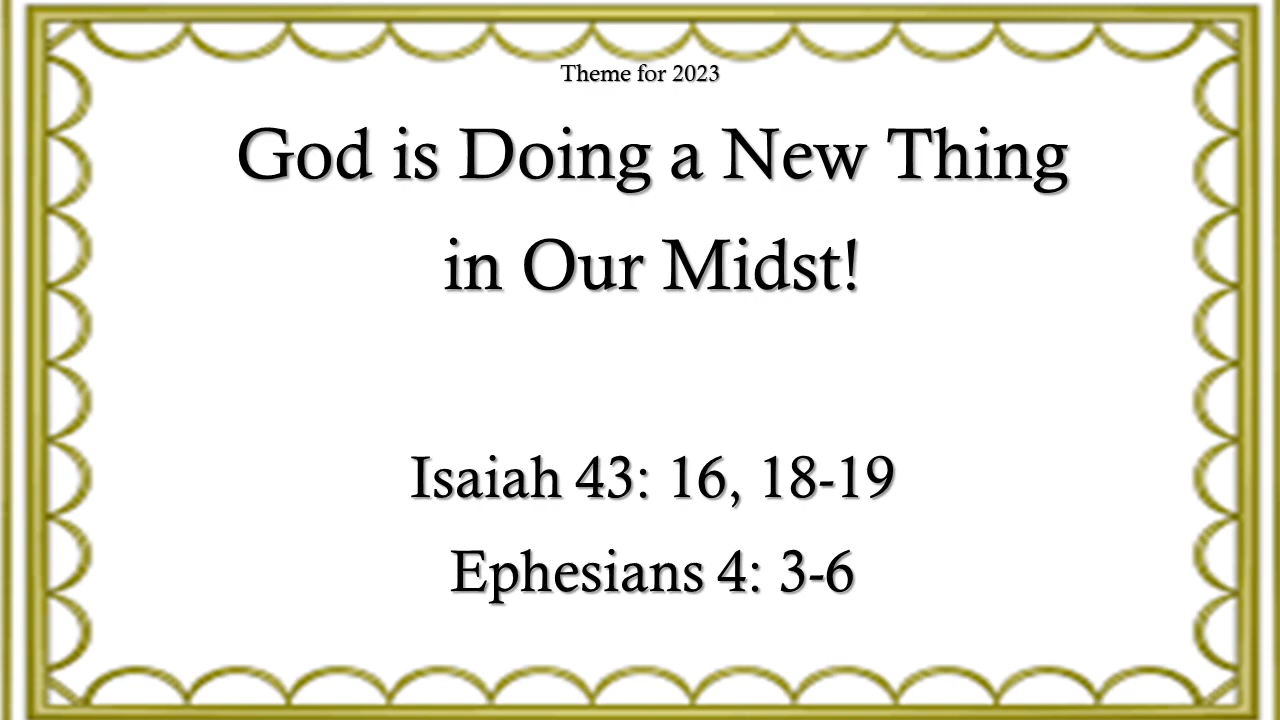 Theme for 2023
God is Doing a New Thing
in Our Midst!
Isaiah 43: 16, 18-19
Ephesians 4: 3-6